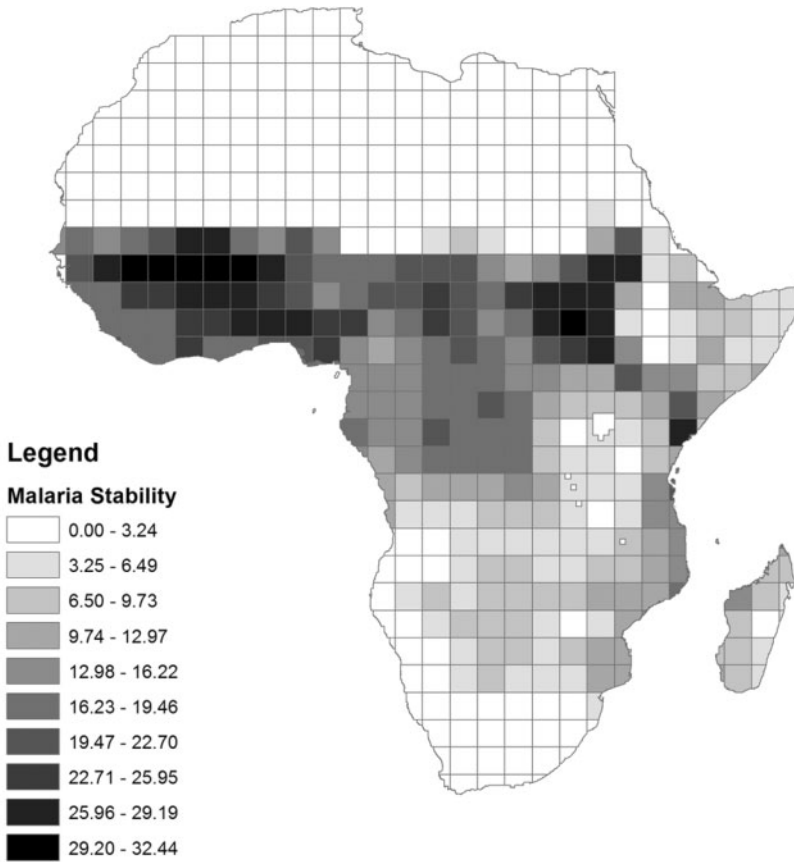 Legend
Malaria Stability
0.00 - 3.24
3.25 - 6.49
6.50 - 9.73
9.74 - 12.97
12.98 - 16.22
16.23 - 19.46
19.47 - 22.70
22.71 - 25.95
25.96 - 29.19
29.20 - 32.44